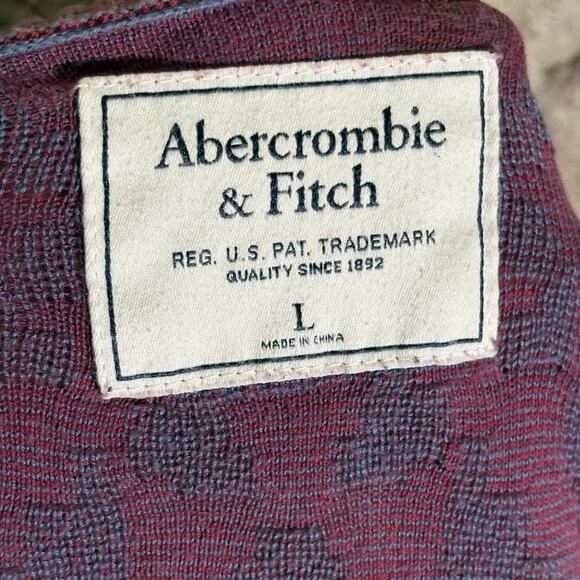 Abercrombie
& Fitch
REG. U.S. PAT. TRADEMARK
QUALITY SINCE 1892
L
MADE IN CHINA